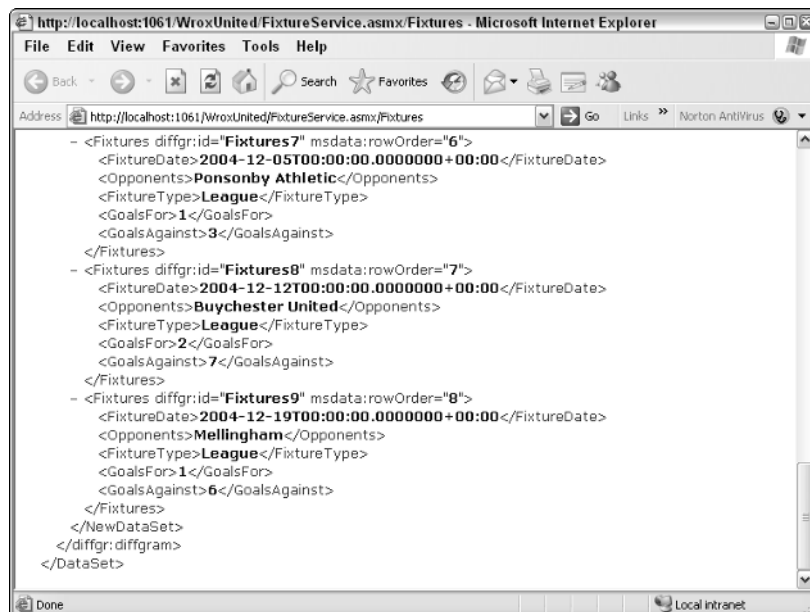 http://localhost:1061/WroxUnited/FixtureService.asmx/Fixtures - Microsoft Internet Explorer
File Edit View Favorites Tools Help
Back Search Favorites
Address http://localhost:1061/WroxUnited/FixtureService.asmx/Fixtures Go Links » Norton AntiVirus
- <Fixtures diffgr:id="Fixtures7" msdata:rowOrder="6">
<FixtureDate>2004-12-05T00:00:00.0000000+00:00</FixtureDate>
<Opponents>Ponsonby Athletic</Opponents>
<FixtureType>League</FixtureType>
<GoalsFor>1</GoalsFor>
<GoalsAgainst>3</GoalsAgainst>
</Fixtures>
- <Fixtures diffgr:id="Fixtures8" msdata:rowOrder="7">
<FixtureDate>2004-12-12T00:00:00.0000000+00:00</FixtureDate>
<Opponents>Buychester United</Opponents>
<FixtureType>League</FixtureType>
<GoalsFor>2</GoalsFor>
<GoalsAgainst>7</GoalsAgainst>
</Fixtures>
- <Fixtures diffgr:id="Fixtures9" msdata:rowOrder="8">
<FixtureDate>2004-12-19T00:00:00.0000000+00:00</FixtureDate>
<Opponents>Mellingham</Opponents>
<FixtureType>League</FixtureType>
<GoalsFor>1</GoalsFor>
<GoalsAgainst>6</GoalsAgainst>
</Fixtures>
</NewDataSet>
</diffgr:diffgram>
</DataSet>
Done Local intranet